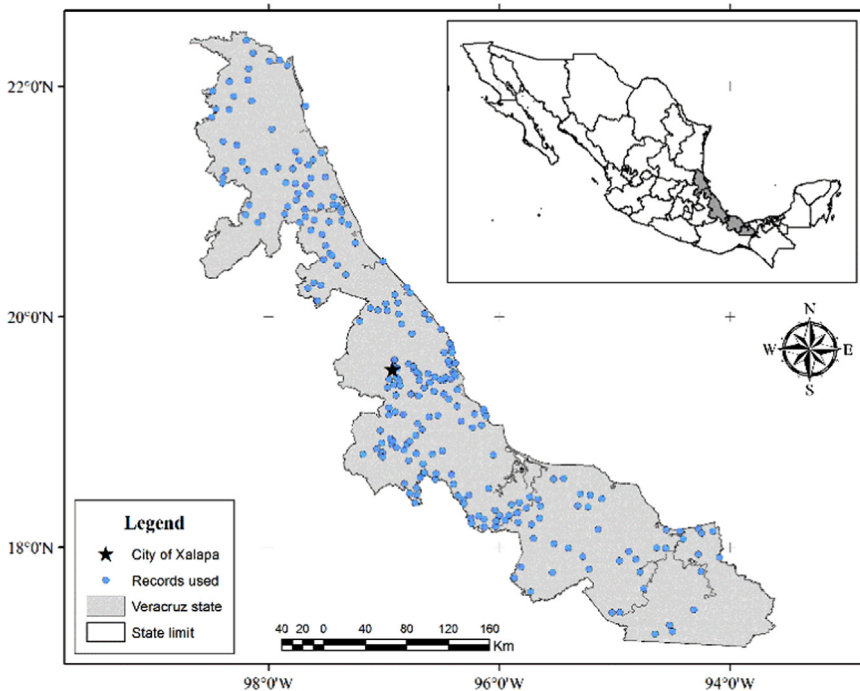 22°0'N
20°0'N
18°0'N
N
W E
S
Legend
City of Xalapa
Records used
Veracruz state
State limit
40 20 0 40 80 120 160
Km
98°0'W 96°0'W 94°0'W